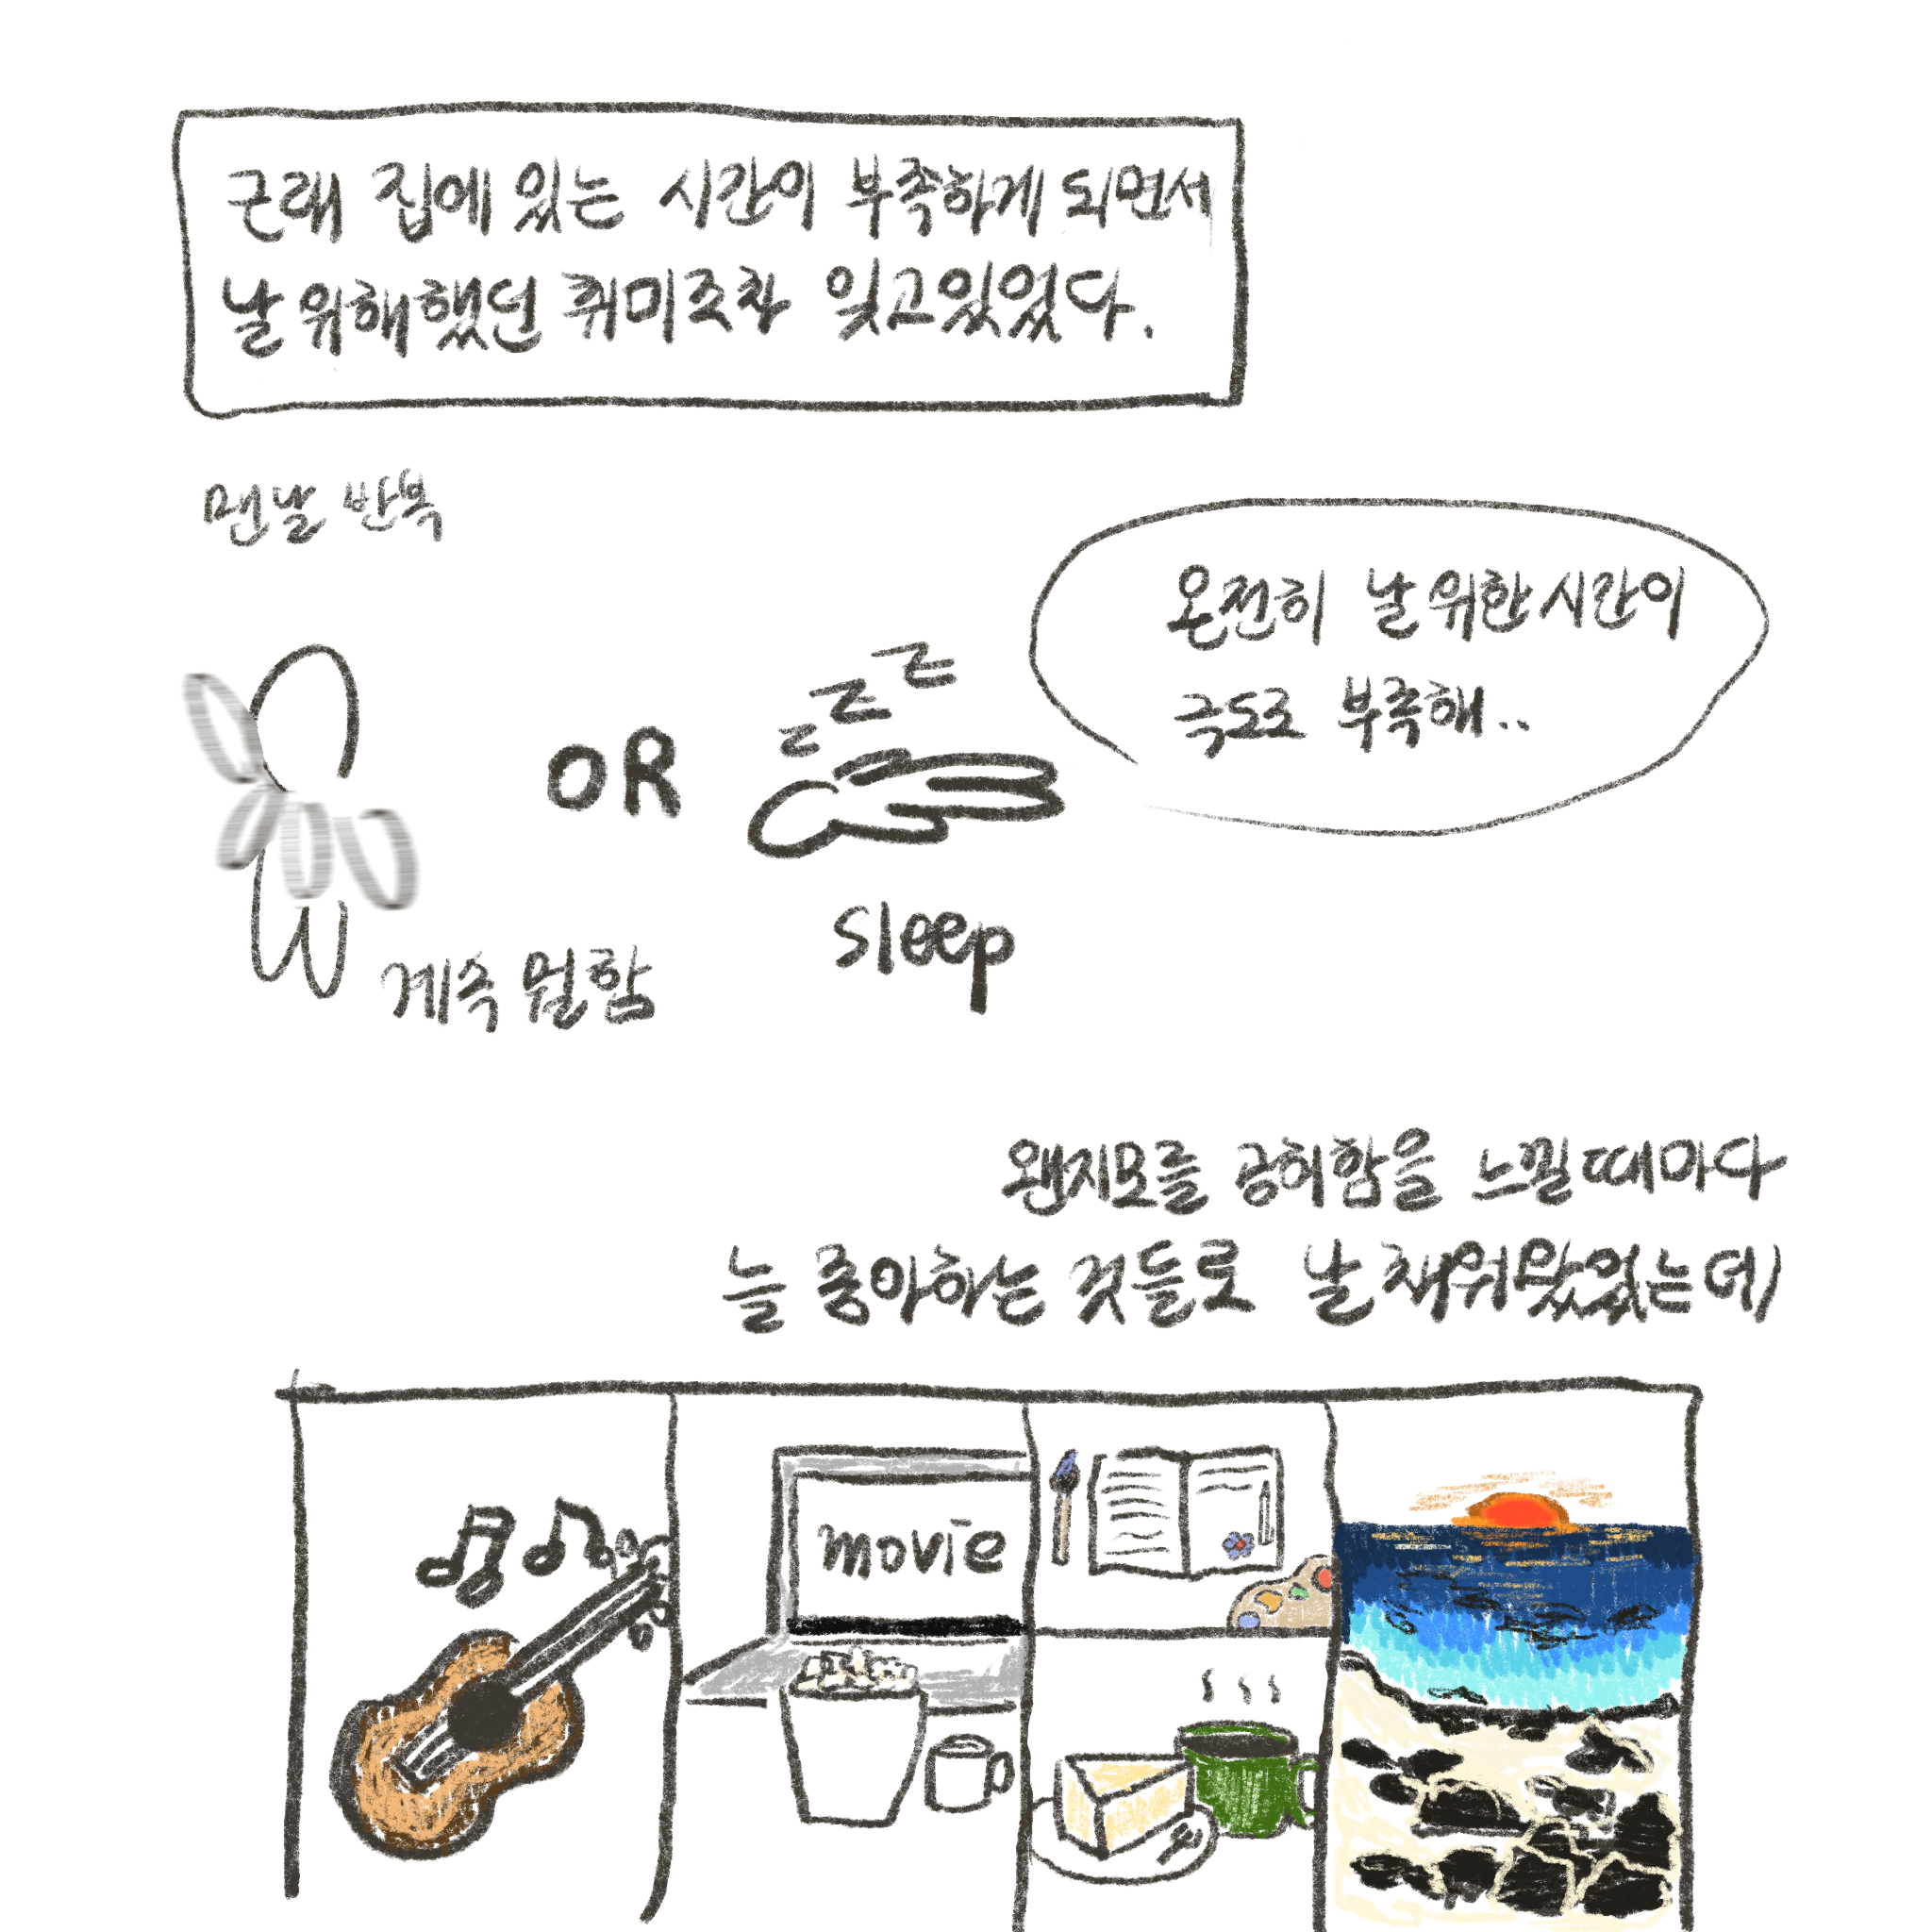 근래 집에 있는 시간이 부족하게 되면서
날 위해했던 취미조차 잊고있었다.
맨날 반복
온전히 날 위한 시간이
극도로 부족해..
OR
zzz
sleep
계속 뭘함
왠지모를 공허함을 느낄때마다
늘 좋아하는 것들로 날 채워왔었는데
movie